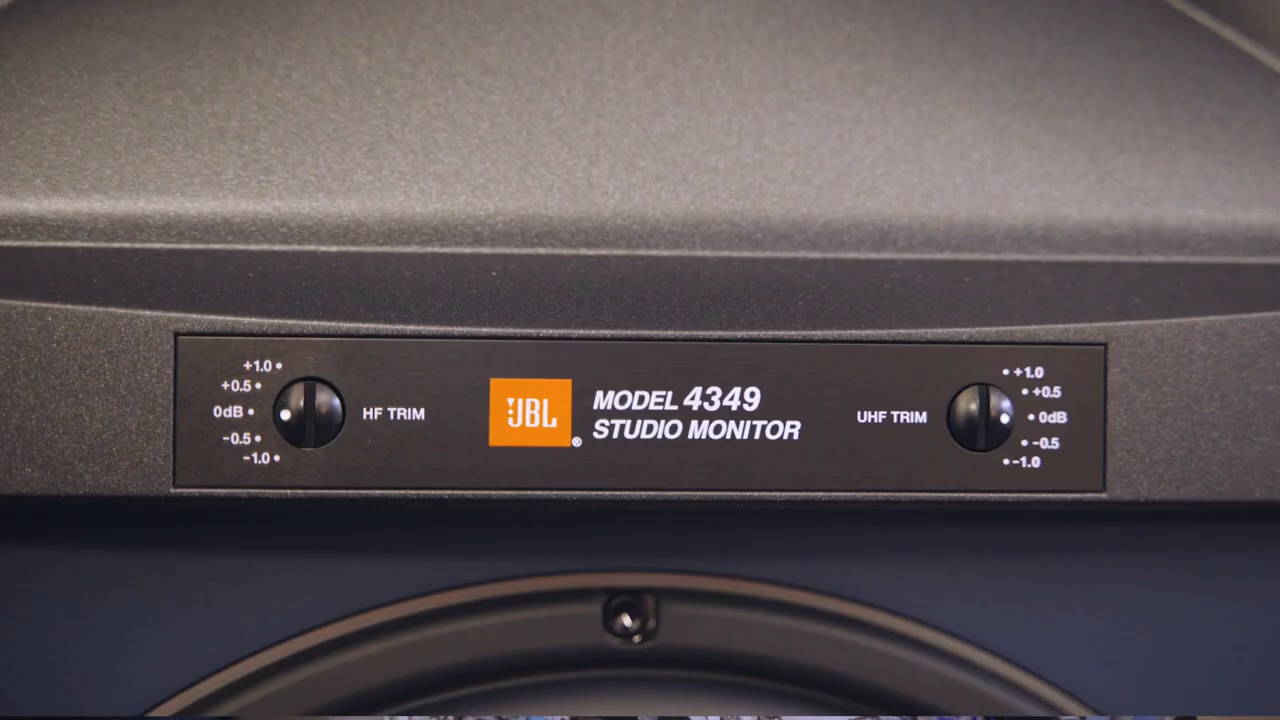 +1.0
+0.5
0dB
-0.5
-1.0
HF TRIM
JBL
®
MODEL 4349
STUDIO MONITOR
UHF TRIM
+1.0
+0.5
0dB
-0.5
-1.0